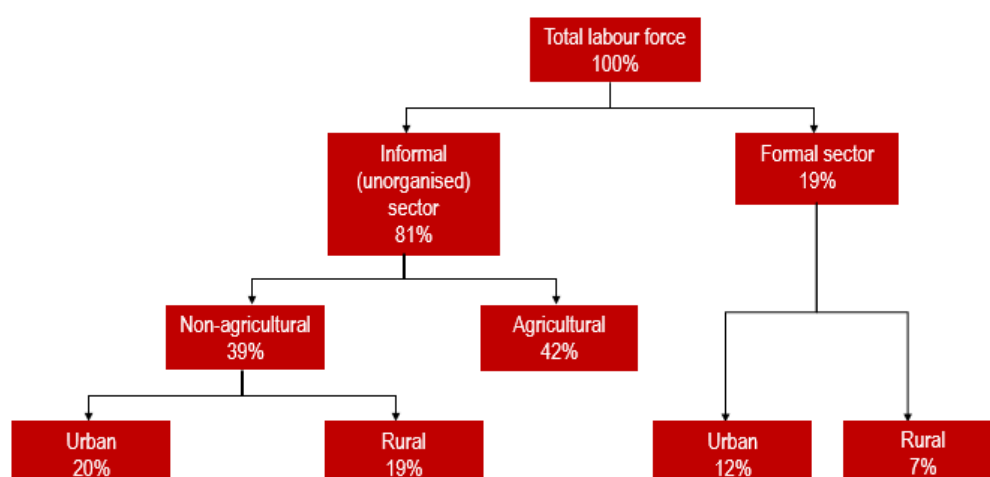 Total labour force
100%
Informal
(unorganised)
sector
81%
Formal sector
19%
Non-agricultural
39%
Agricultural
42%
Urban
20%
Rural
19%
Urban
12%
Rural
7%